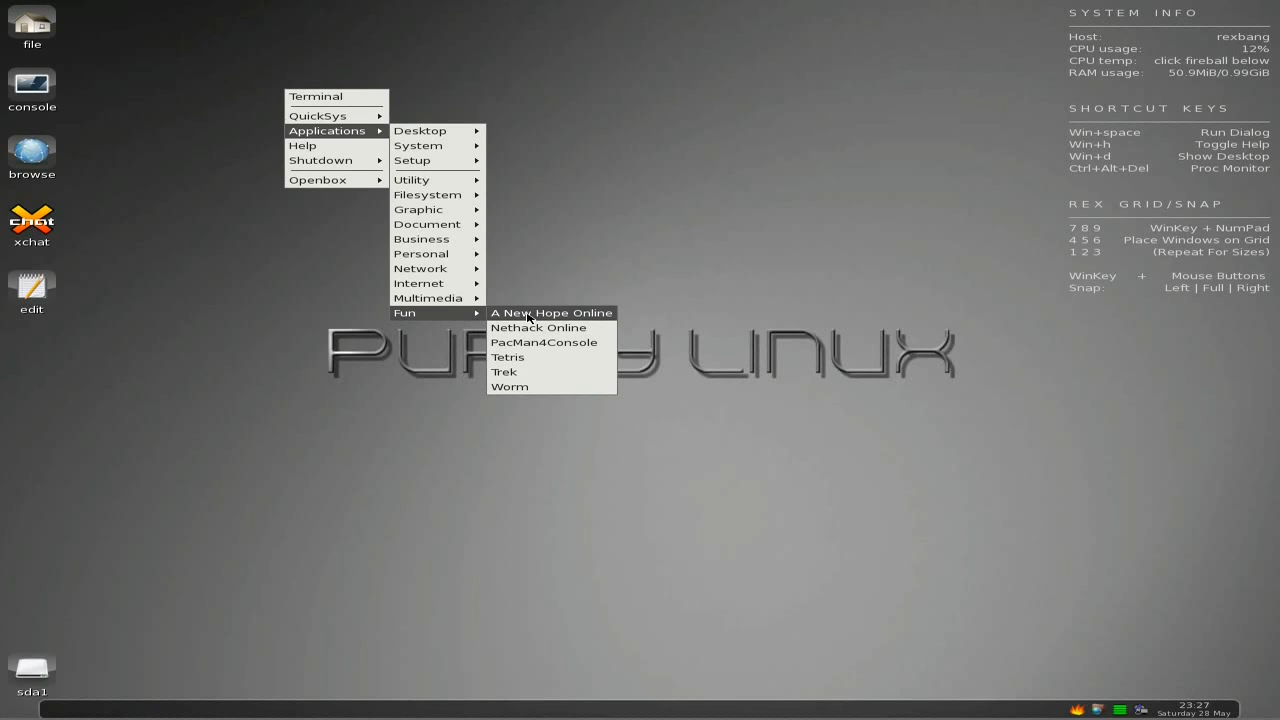 file
console
browse
chat
xchat
edit
sda1
Terminal
QuickSys
Applications
Help
Shutdown
Openbox
Desktop
System
Setup
Utility
Filesystem
Graphic
Document
Business
Personal
Network
Internet
Multimedia
Fun
A New Hope Online
Nethack Online
PacMan4Console
Tetris
Trek
Worm
LINUX
SYSTEM INFO
Host: rexbang
CPU usage: 12%
CPU temp: click fireball below
RAM usage: 50.9MiB/0.99GiB
SHORTCUT KEYS
Win+space Run Dialog
Win+h Toggle Help
Win+d Show Desktop
Ctrl+Alt+Del Proc Monitor
REX GRID/SNAP
7 8 9 WinKey + NumPad
4 5 6 Place Windows on Grid
1 2 3 (Repeat For Sizes)
WinKey + Mouse Buttons
Snap: Left | Full | Right
23:27
Saturday 28 May